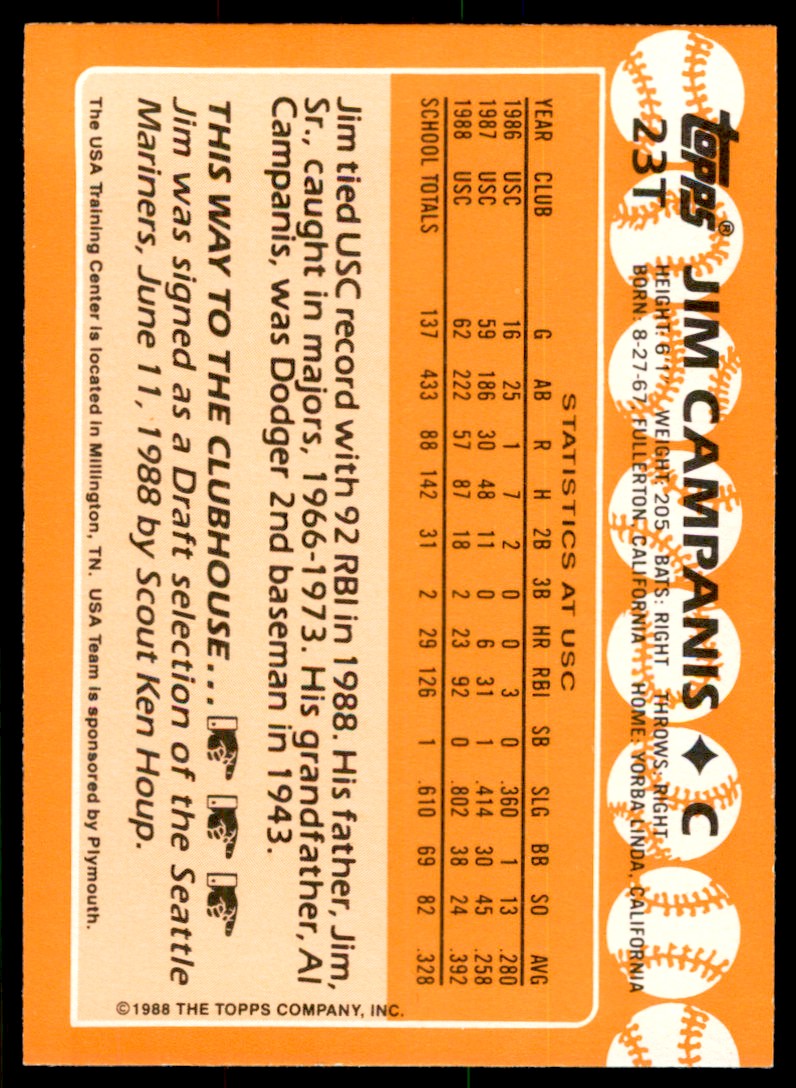 topps® JIM CAMPANIS ✦ C
23T
HEIGHT: 6'1" WEIGHT: 205 BATS: RIGHT THROWS: RIGHT
BORN: 8-27-67, FULLERTON, CALIFORNIA HOME: YORBA LINDA, CALIFORNIA
STATISTICS AT USC
YEAR CLUB G AB R H 2B 3B HR RBI SB SLG BB SO AVG
1986 USC 16 25 1 7 2 0 0 3 0 .360 1 13 .280
1987 USC 59 186 30 48 11 0 6 31 1 .414 30 45 .258
1988 USC 62 222 57 87 18 2 23 92 0 .802 38 24 .392
SCHOOL TOTALS 137 433 88 142 31 2 29 126 1 .610 69 82 .328
Jim tied USC record with 92 RBI in 1988. His father, Jim,
Sr., caught in majors, 1966-1973. His grandfather, Al
Campanis, was Dodger 2nd baseman in 1943.
THIS WAY TO THE CLUBHOUSE...
Jim was signed as a Draft selection of the Seattle
Mariners, June 11, 1988 by Scout Ken Houp.
The USA Training Center is located in Millington, TN. USA Team is sponsored by Plymouth.
©1988 THE TOPPS COMPANY, INC.